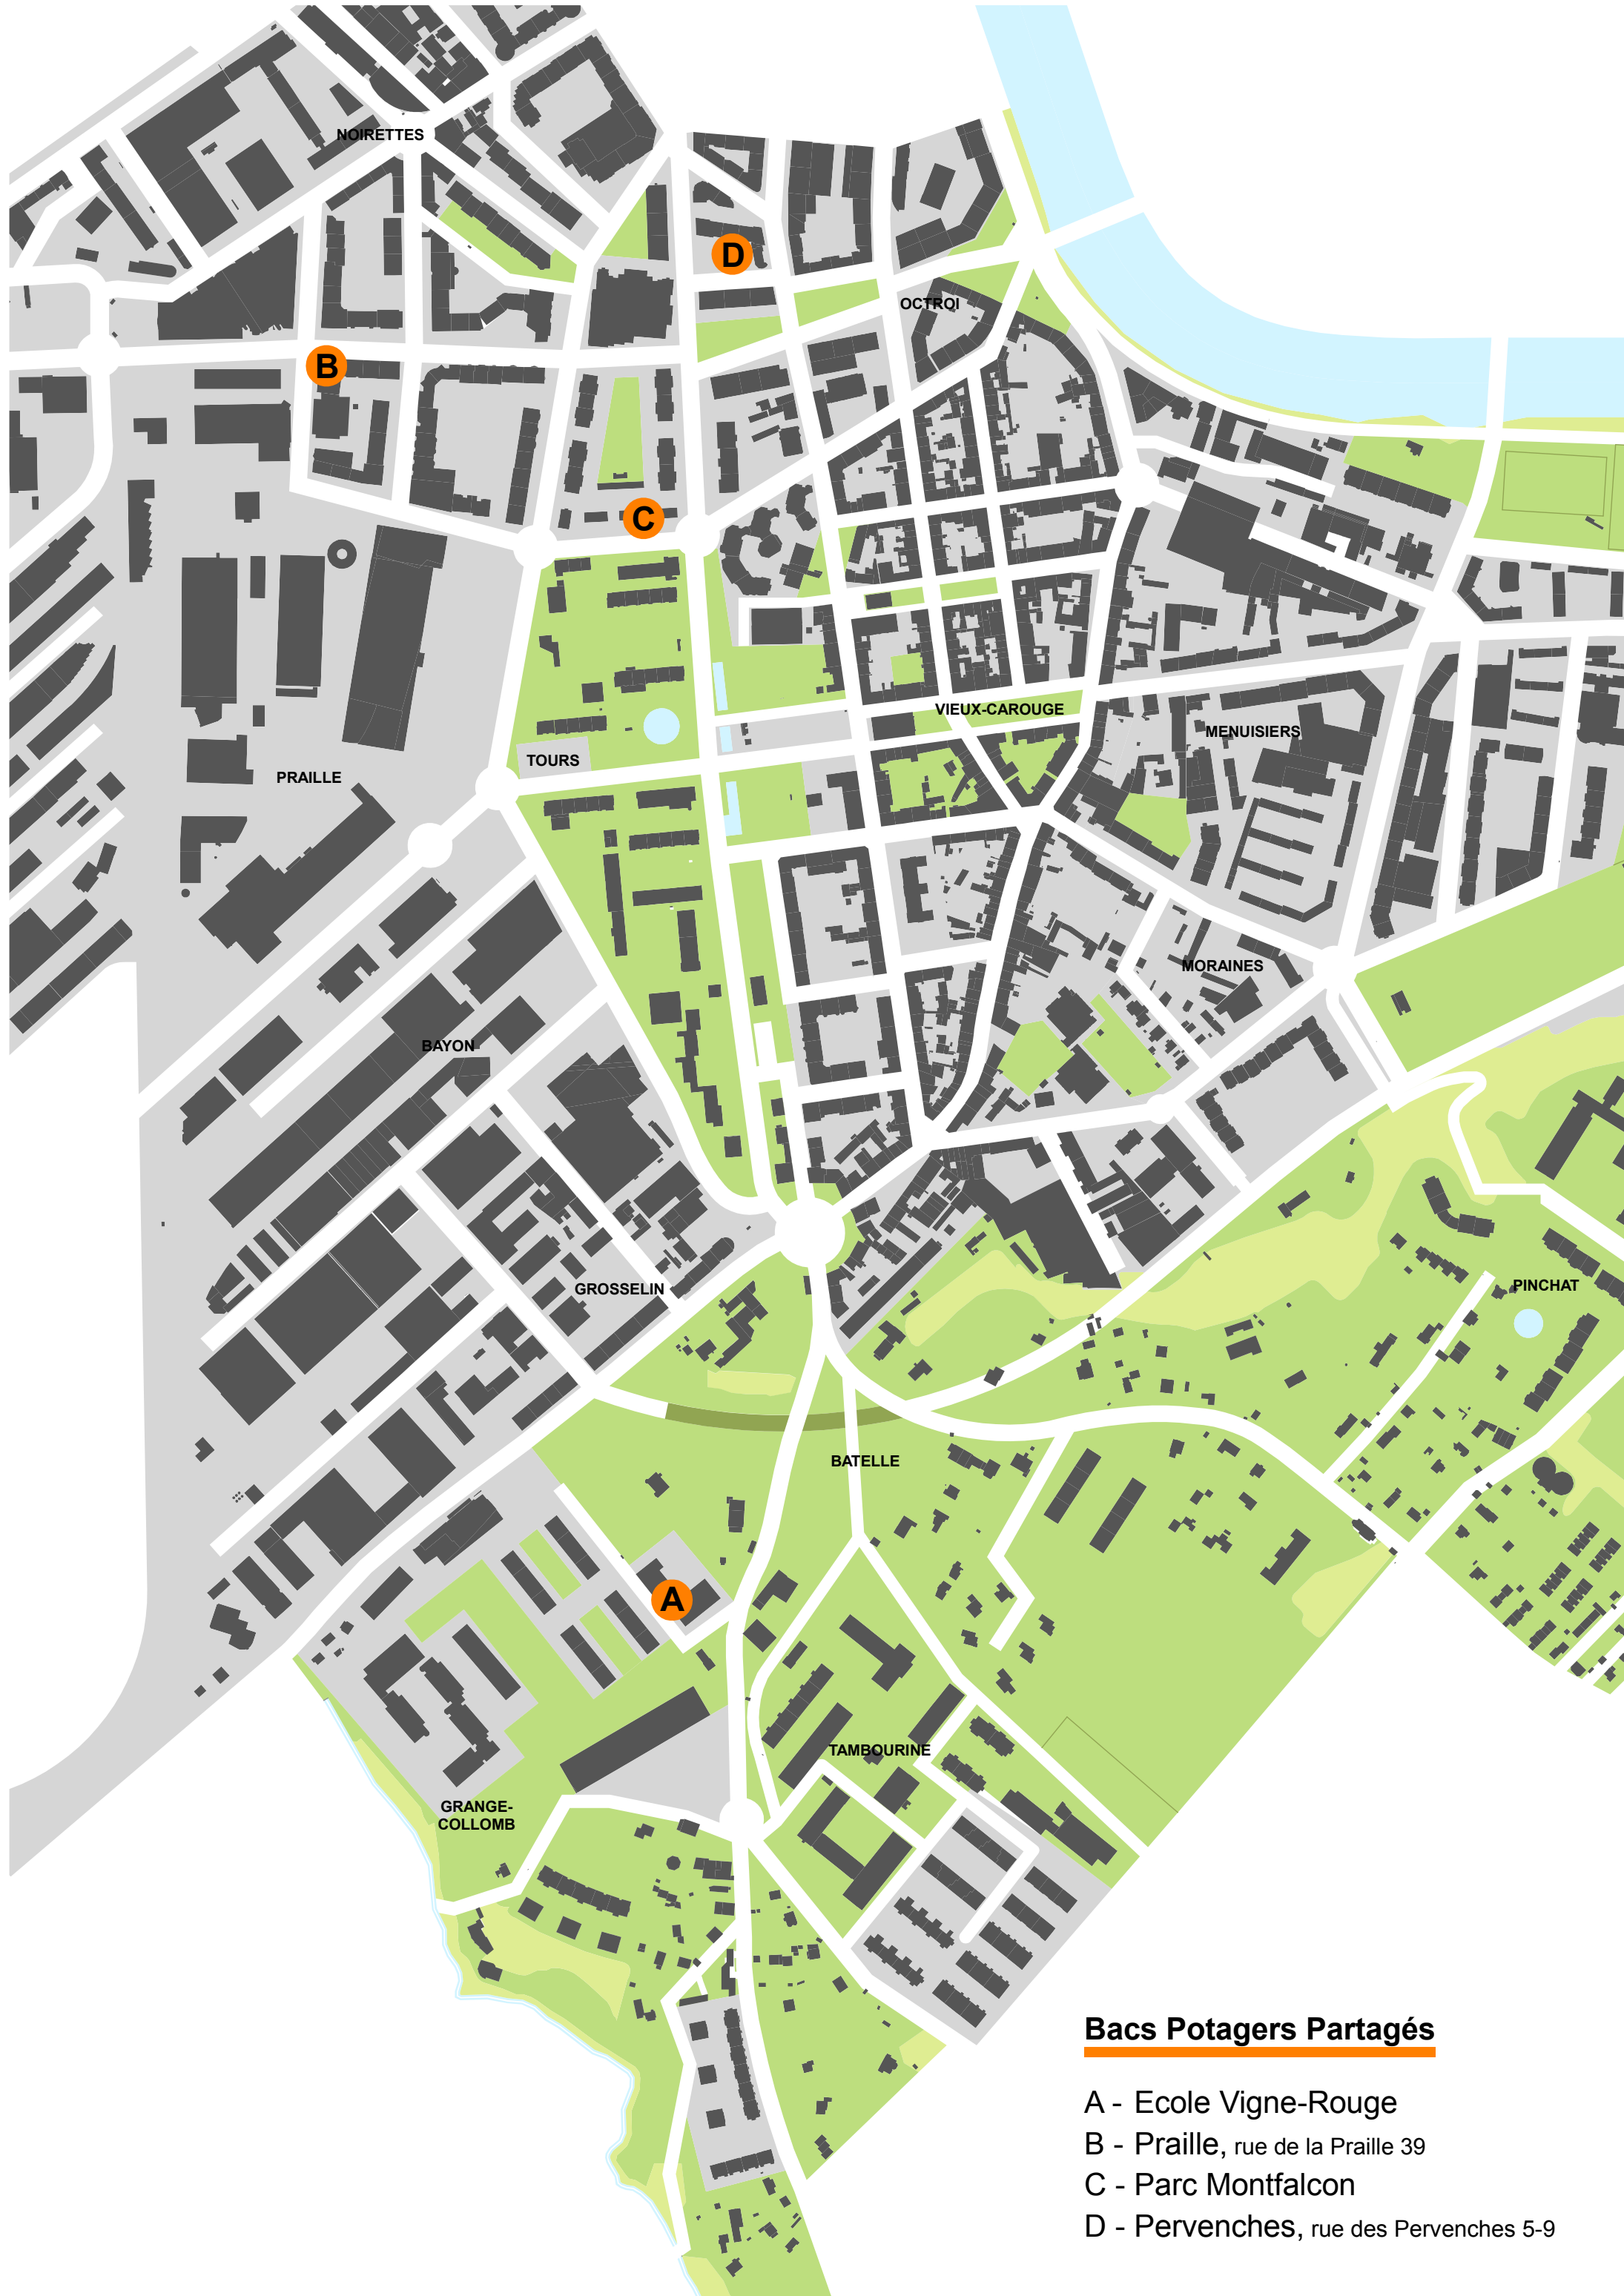 NOIRETTES
D
OCTROI
B
C
VIEUX-CAROUGE
MENUISIERS
TOURS
PRAILLE
MORAINES
BAYON
PINCHAT
GROSSELIN
BATELLE
A
TAMBOURINE
GRANGE-
COLLOMB
Bacs Potagers Partagés
A - Ecole Vigne-Rouge
B - Praille, rue de la Praille 39
C - Parc Montfalcon
D - Pervenches, rue des Pervenches 5-9